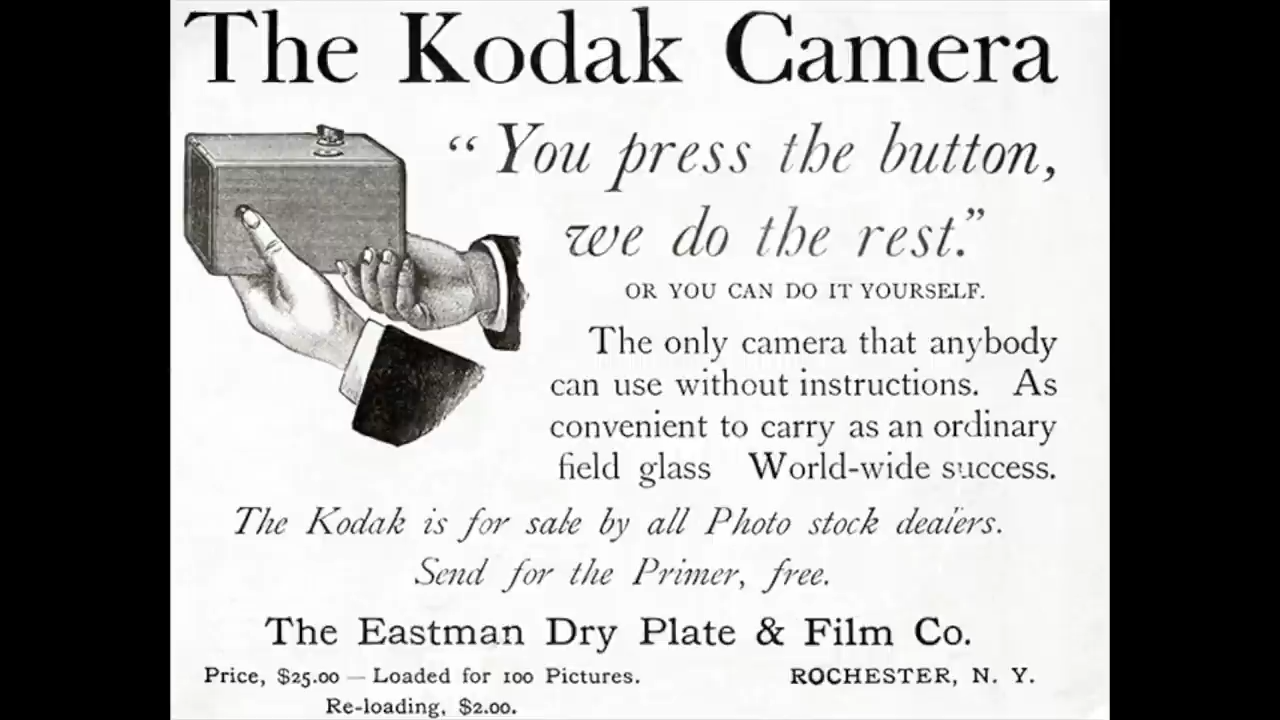 The Kodak Camera
“ You press the button,
we do the rest.”
OR YOU CAN DO IT YOURSELF.
The only camera that anybody
can use without instructions. As
convenient to carry as an ordinary
field glass World-wide success.
The Kodak is for sale by all Photo stock dealers.
Send for the Primer, free.
The Eastman Dry Plate & Film Co.
Price, $25.00 — Loaded for 100 Pictures. ROCHESTER, N. Y.
Re-loading, $2.00.